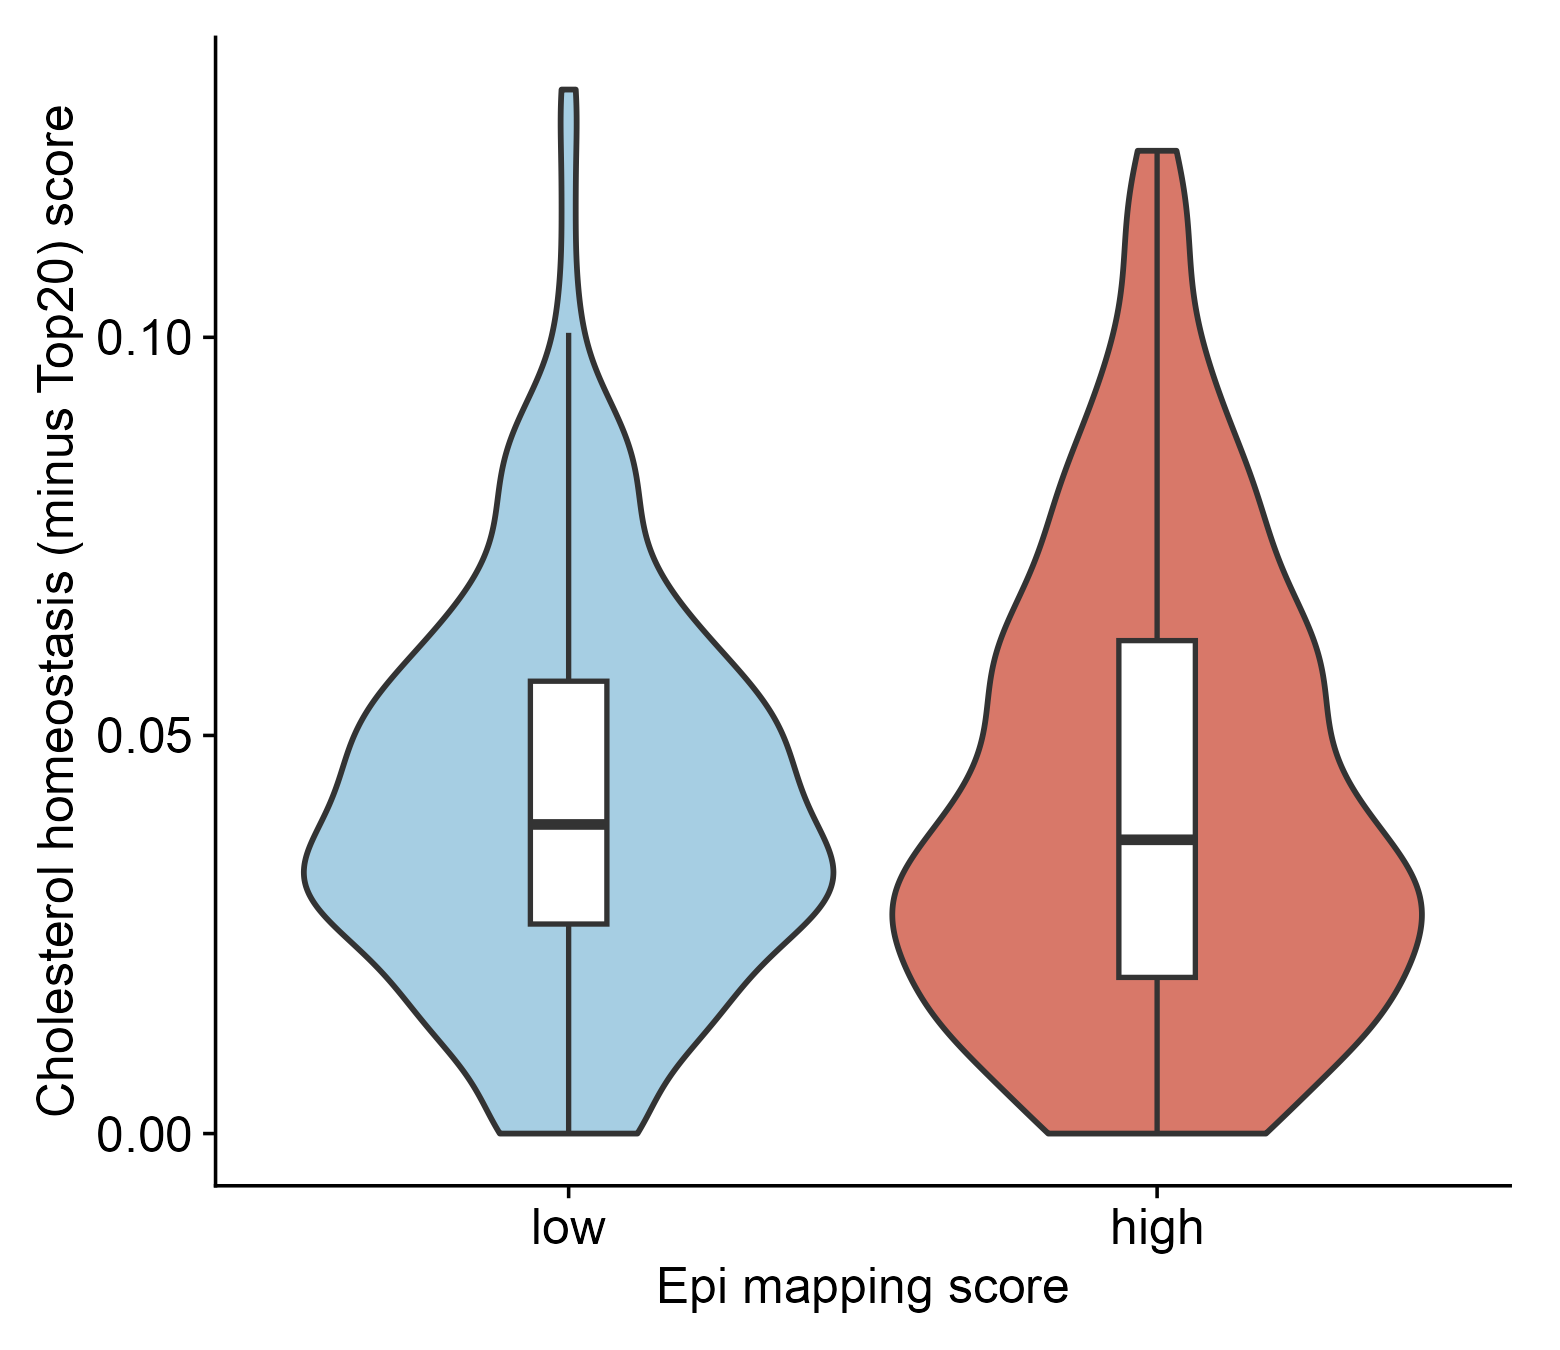 Cholesterol homeostasis (minus Top20) score
0.10
0.05
0.00
low
high
Epi mapping score